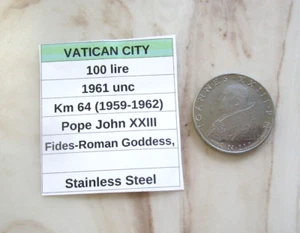 VATICAN CITY
100 lire
1961 unc
Km 64 (1959-1962)
Pope John XXIII
Fides-Roman Goddess,
Stainless Steel